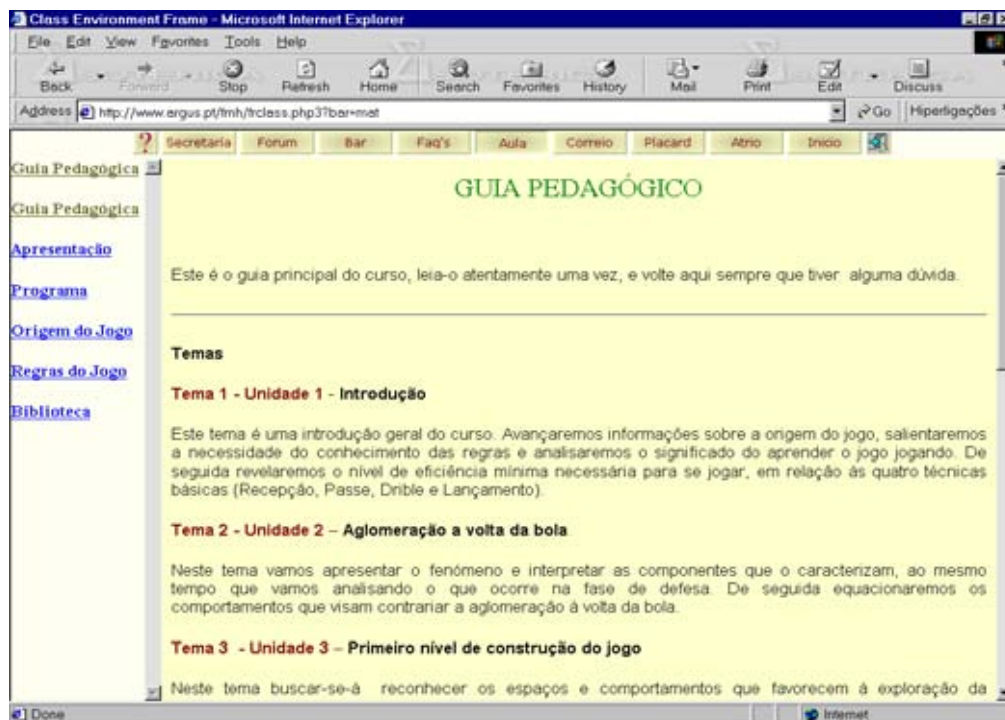 Class Environment Frame - Microsoft Internet Explorer
File Edit View Favorites Tools Help
Back Forward Stop Refresh Home Search Favorites History Mail Print Edit Discuss
Address http://www.argus.pt/fmh/frclass.php3?bar=mat Go Hiperligações
? Secretaria Forum Bar Faq's Aula Correio Placard Atrio Inicio
Guia Pedagógica
Guia Pedagógica
Apresentação
Programa
Origem do Jogo
Regras do Jogo
Biblioteca
GUIA PEDAGÓGICO
Este é o guia principal do curso, leia-o atentamente uma vez, e volte aqui sempre que tiver alguma dúvida.
Temas
Tema 1 - Unidade 1 - Introdução
Este tema é uma introdução geral do curso. Avançaremos informações sobre a origem do jogo, salientaremos
a necessidade do conhecimento das regras e analisaremos o significado do aprender o jogo jogando. De
seguida revelaremos o nível de eficiência mínima necessária para se jogar, em relação às quatro técnicas
básicas (Recepção, Passe, Drible e Lançamento).
Tema 2 - Unidade 2 – Aglomeração a volta da bola
Neste tema vamos apresentar o fenómeno e interpretar as componentes que o caracterizam, ao mesmo
tempo que vamos analisando o que ocorre na fase de defesa. De seguida equacionaremos os
comportamentos que visam contrariar a aglomeração à volta da bola.
Tema 3 - Unidade 3 – Primeiro nível de construção do jogo
Neste tema buscar-se-á reconhecer os espaços e comportamentos que favorecem à exploração da
Done Internet